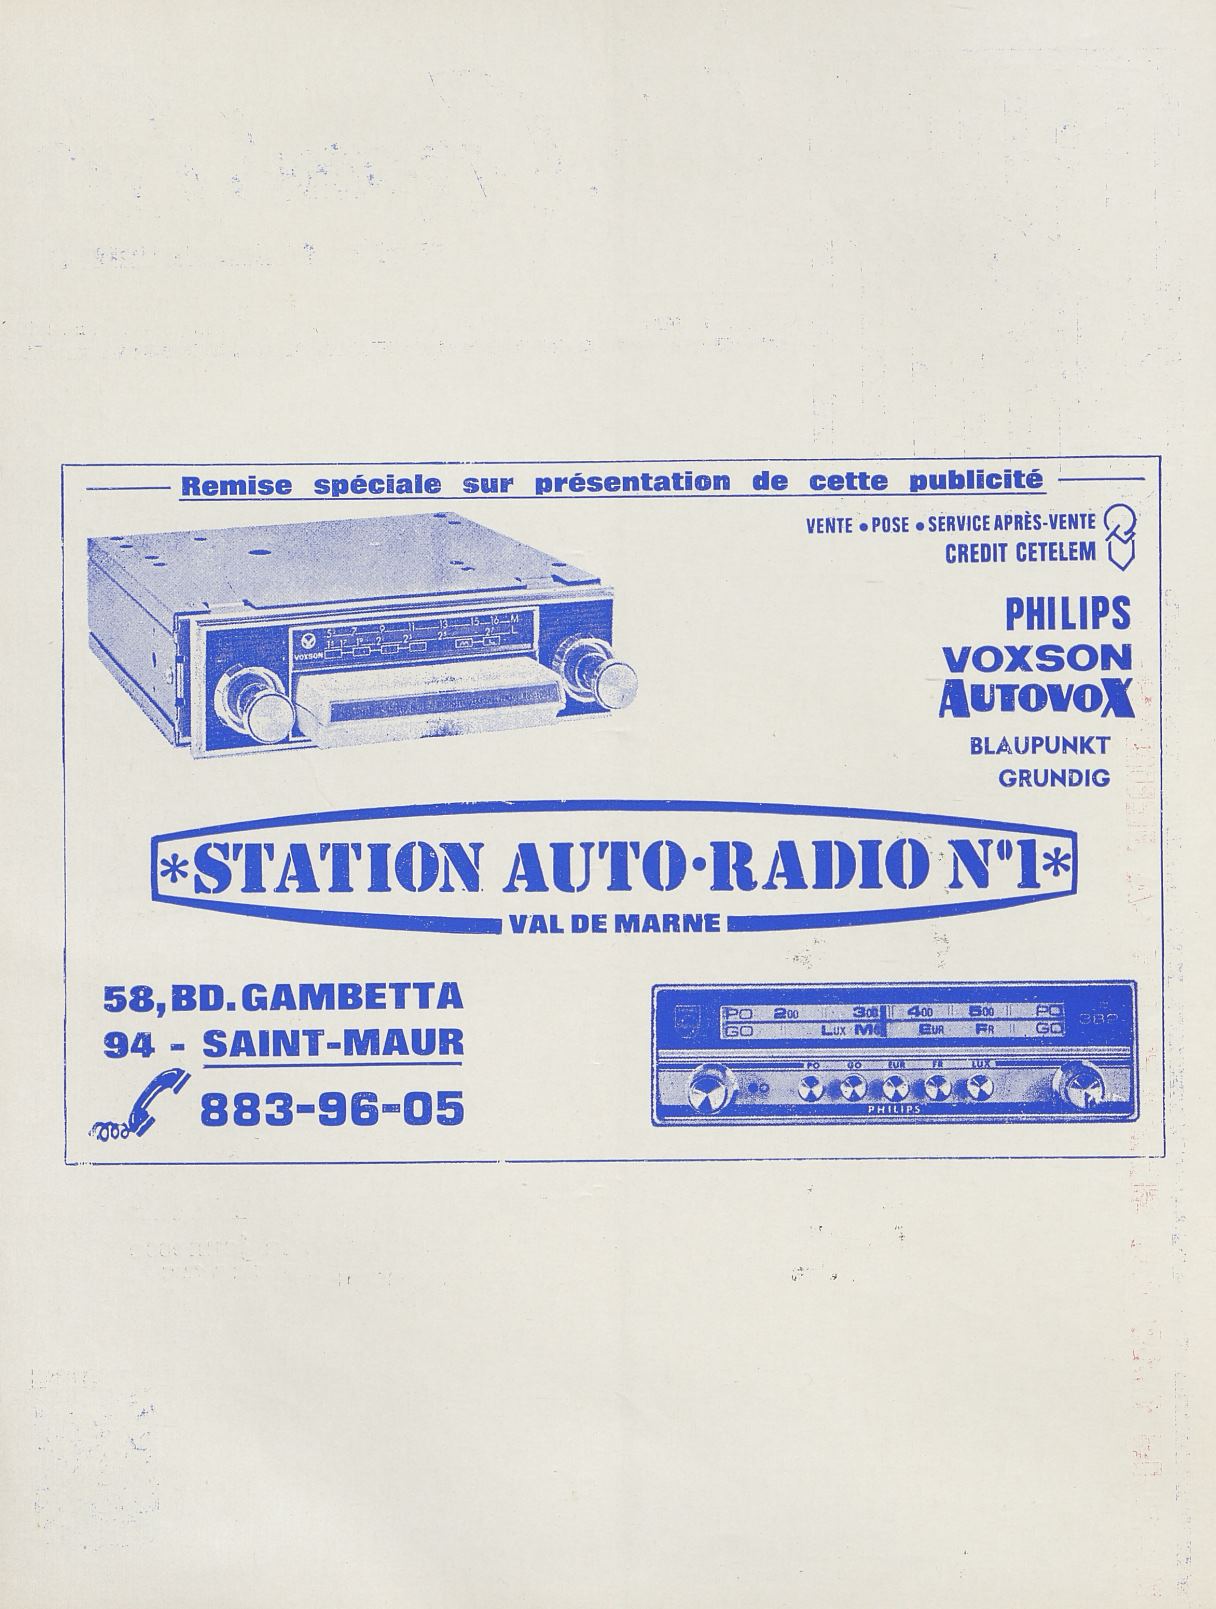 Remise spéciale sur présentation de cette publicité
VENTE • POSE • SERVICE APRÈS-VENTE
CREDIT CETELEM
PHILIPS
VOXSON
AUTOVOX
BLAUPUNKT
GRUNDIG
VOXSON
*STATION AUTO•RADIO Nº1*
VAL DE MARNE
58, BD. GAMBETTA
94 - SAINT-MAUR
883-96-05
PO 200 300 400 500 PO
GO LUX MC EUR FR GO
PO GO EUR FR LUX
PHILIPS